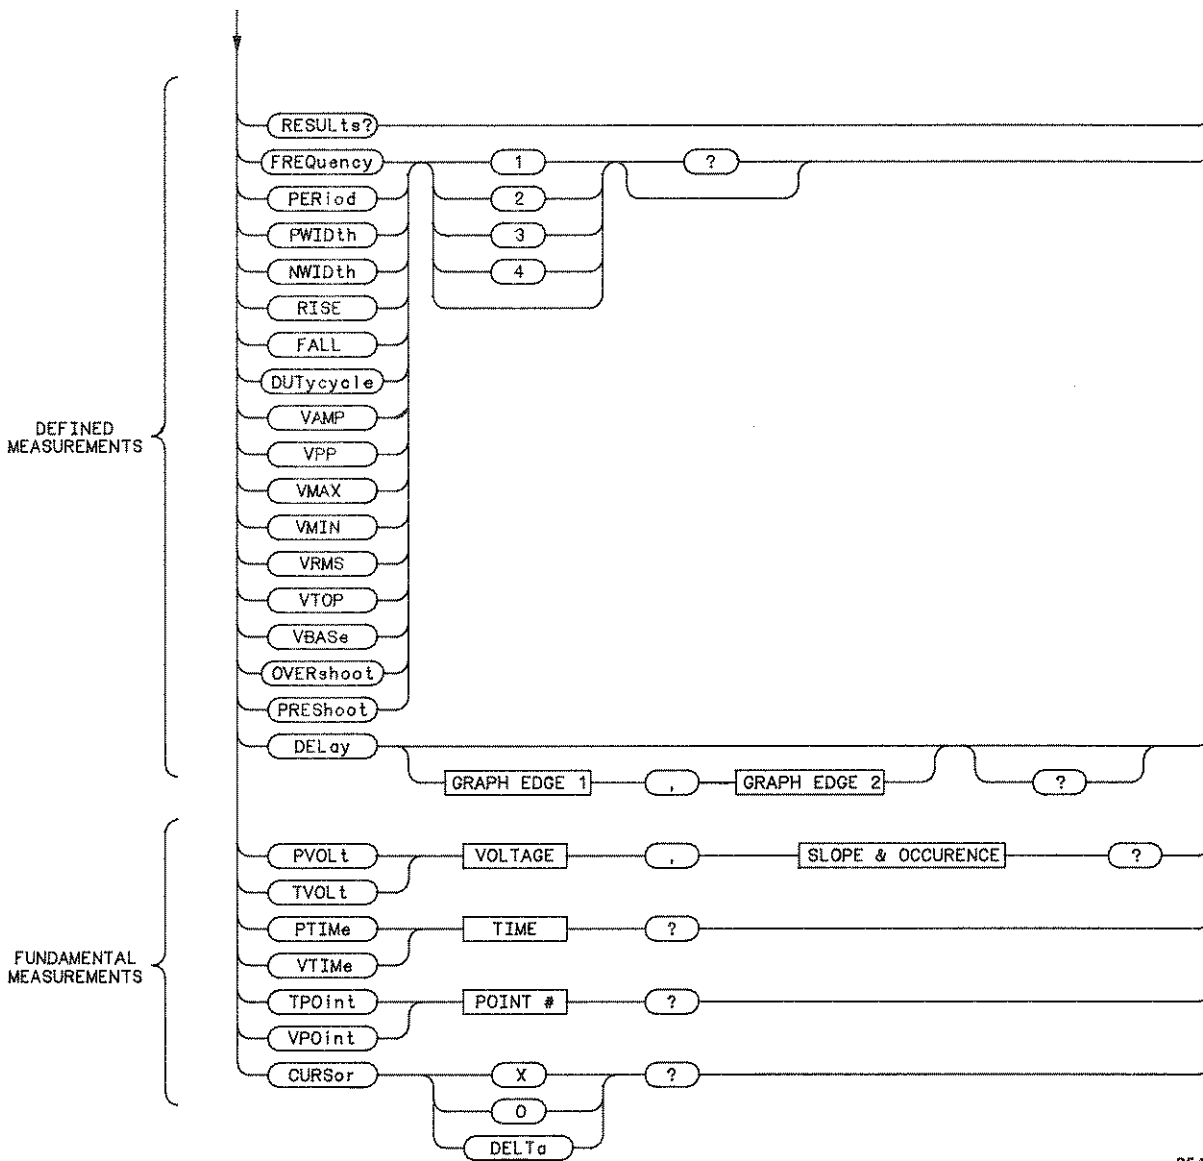 RESULts?
FREQuency 1 ?
PERiod 2
PWIDth 3
NWIDth 4
RISE
FALL
DUTycycle
VAMP
DEFINED
MEASUREMENTS
VPP
VMAX
VMIN
VRMS
VTOP
VBASe
OVERshoot
PREShoot
DELay
GRAPH EDGE 1 , GRAPH EDGE 2 ?
PVOLt VOLTAGE , SLOPE & OCCURENCE ?
TVOLt
PTIMe TIME ?
FUNDAMENTAL
MEASUREMENTS
VTIMe
TPOint POINT # ?
VPOint
CURSor X ?
O
DELTa